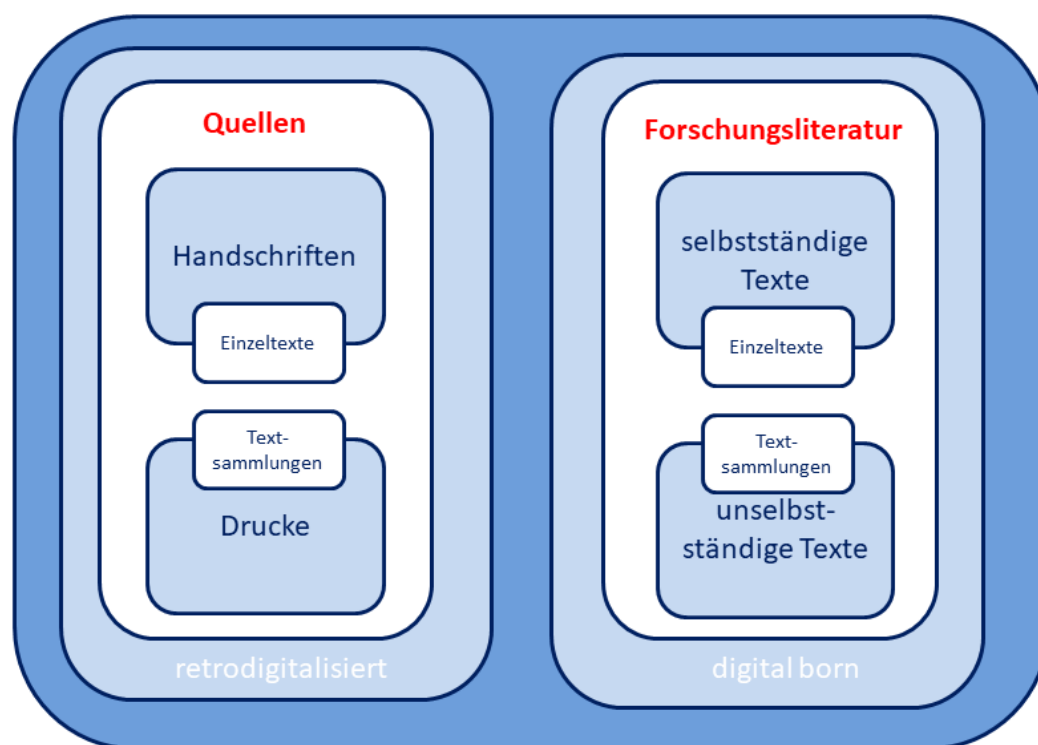 Quellen
Handschriften
Einzeltexte
Text-
sammlungen
Drucke
retrodigitalisiert
Forschungsliteratur
selbstständige
Texte
Einzeltexte
Text-
sammlungen
unselbst-
ständige Texte
digital born